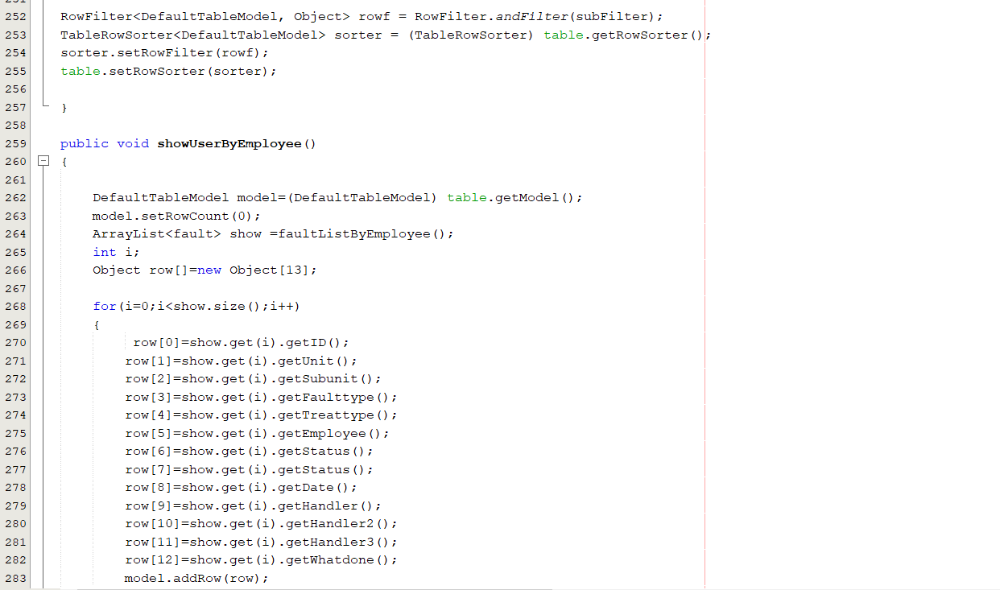 251
252 RowFilter<DefaultTableModel, Object> rowf = RowFilter.andFilter(subFilter);
253 TableRowSorter<DefaultTableModel> sorter = (TableRowSorter) table.getRowSorter();
254 sorter.setRowFilter(rowf);
255 table.setRowSorter(sorter);
256
257 }
258
259 public void showUserByEmployee()
260 {
261
262 DefaultTableModel model=(DefaultTableModel) table.getModel();
263 model.setRowCount(0);
264 ArrayList<fault> show =faultListByEmployee();
265 int i;
266 Object row[]=new Object[13];
267
268 for(i=0;i<show.size();i++)
269 {
270 row[0]=show.get(i).getID();
271 row[1]=show.get(i).getUnit();
272 row[2]=show.get(i).getSubunit();
273 row[3]=show.get(i).getFaulttype();
274 row[4]=show.get(i).getTreattype();
275 row[5]=show.get(i).getEmployee();
276 row[6]=show.get(i).getStatus();
277 row[7]=show.get(i).getStatus();
278 row[8]=show.get(i).getDate();
279 row[9]=show.get(i).getHandler();
280 row[10]=show.get(i).getHandler2();
281 row[11]=show.get(i).getHandler3();
282 row[12]=show.get(i).getWhatdone();
283 model.addRow(row);